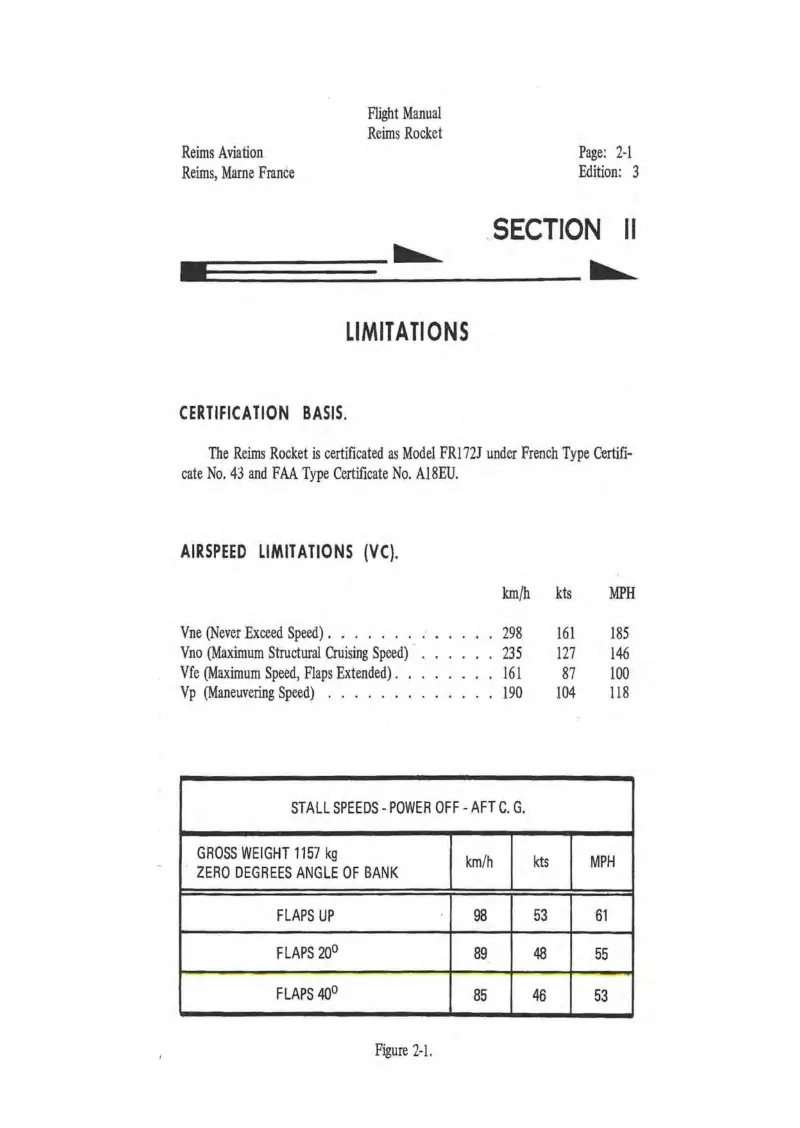 Flight Manual
Reims Rocket
Reims Aviation Page: 2-1
Reims, Marne France Edition: 3
SECTION II
LIMITATIONS
CERTIFICATION BASIS.
The Reims Rocket is certificated as Model FR172J under French Type Certifi-
cate No. 43 and FAA Type Certificate No. A18EU.
AIRSPEED LIMITATIONS (VC).
km/h kts MPH
Vne (Never Exceed Speed) . . . . . . . . . . . . . 298 161 185
Vno (Maximum Structural Cruising Speed) . . . . . . 235 127 146
Vfe (Maximum Speed, Flaps Extended) . . . . . . . . 161 87 100
Vp (Maneuvering Speed) . . . . . . . . . . . . . 190 104 118
STALL SPEEDS - POWER OFF - AFT C. G.
GROSS WEIGHT 1157 kg
ZERO DEGREES ANGLE OF BANK km/h kts MPH
FLAPS UP 98 53 61
FLAPS 20º 89 48 55
FLAPS 40º 85 46 53
Figure 2-1.